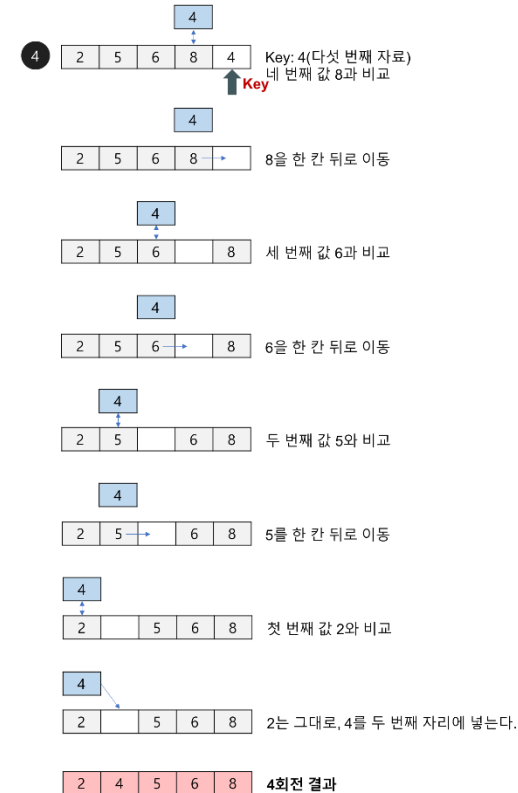 4
4 2 5 6 8 4 Key: 4(다섯 번째 자료)
네 번째 값 8과 비교
Key
4
2 5 6 8 8을 한 칸 뒤로 이동
4
2 5 6 8 세 번째 값 6과 비교
4
2 5 6 8 6을 한 칸 뒤로 이동
4
2 5 6 8 두 번째 값 5와 비교
4
2 5 6 8 5를 한 칸 뒤로 이동
4
2 5 6 8 첫 번째 값 2와 비교
4
2 5 6 8 2는 그대로, 4를 두 번째 자리에 넣는다.
2 4 5 6 8 4회전 결과